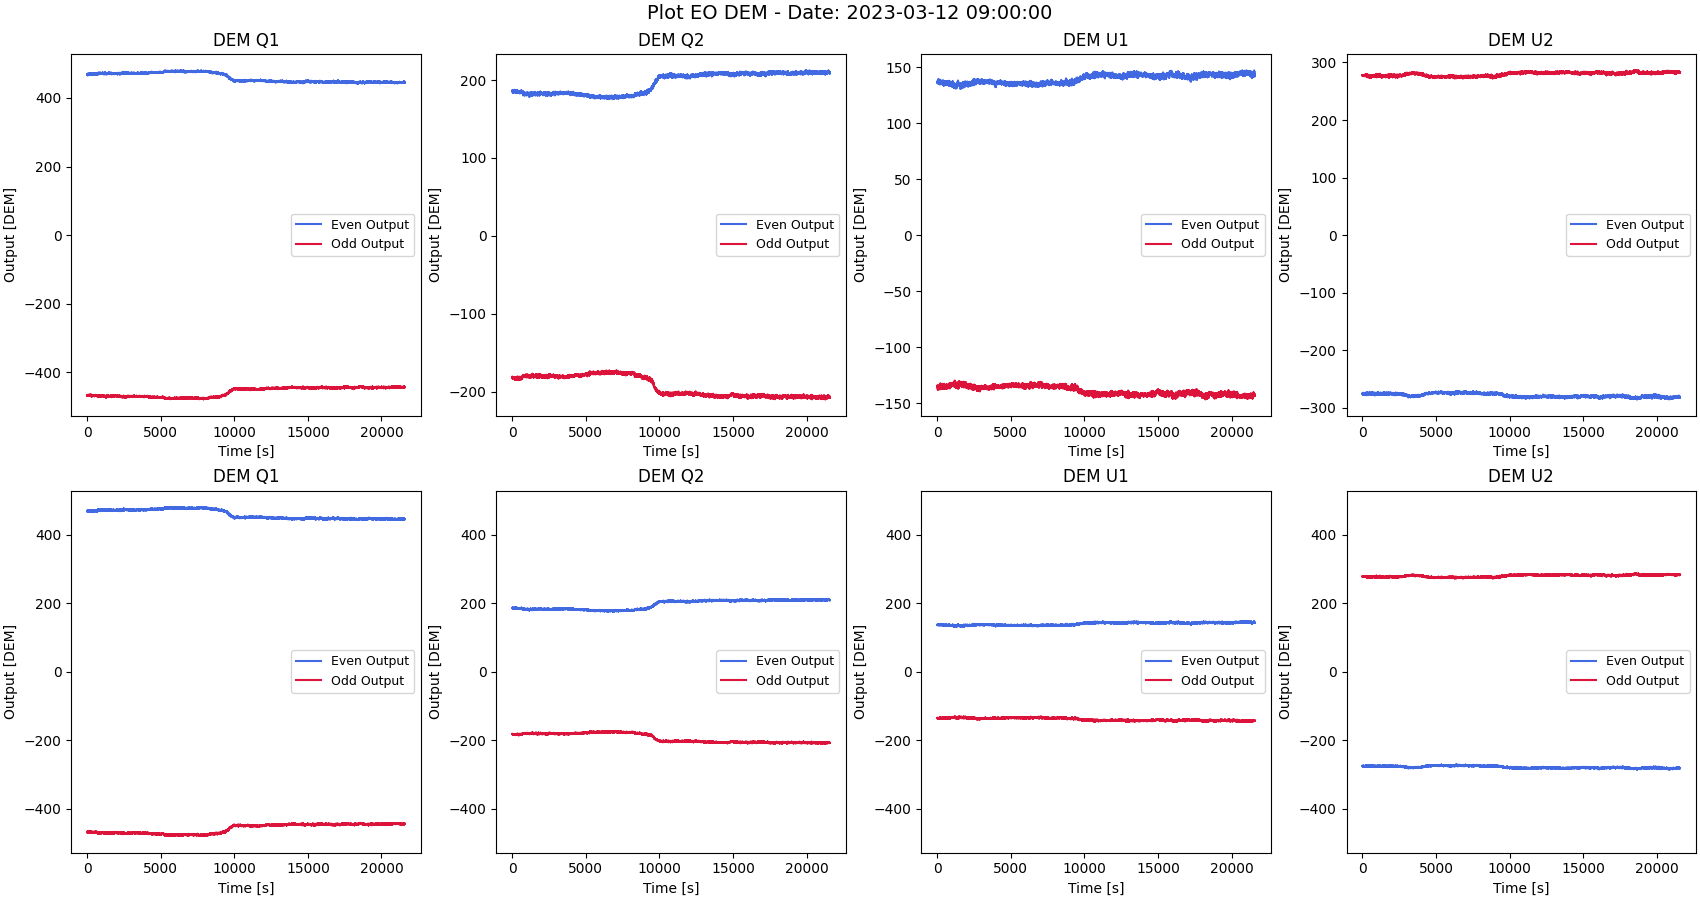 Plot EO DEM - Date: 2023-03-12 09:00:00
DEM Q1
Output [DEM]
400
200
0
−200
−400
Even Output
Odd Output
0 5000 10000 15000 20000
Time [s]
DEM Q2
Output [DEM]
200
100
0
−100
−200
Even Output
Odd Output
0 5000 10000 15000 20000
Time [s]
DEM U1
Output [DEM]
150
100
50
0
−50
−100
−150
Even Output
Odd Output
0 5000 10000 15000 20000
Time [s]
DEM U2
Output [DEM]
300
200
100
0
−100
−200
−300
Even Output
Odd Output
0 5000 10000 15000 20000
Time [s]
DEM Q1
Output [DEM]
400
200
0
−200
−400
Even Output
Odd Output
0 5000 10000 15000 20000
Time [s]
DEM Q2
Output [DEM]
400
200
0
−200
−400
Even Output
Odd Output
0 5000 10000 15000 20000
Time [s]
DEM U1
Output [DEM]
400
200
0
−200
−400
Even Output
Odd Output
0 5000 10000 15000 20000
Time [s]
DEM U2
Output [DEM]
400
200
0
−200
−400
Even Output
Odd Output
0 5000 10000 15000 20000
Time [s]